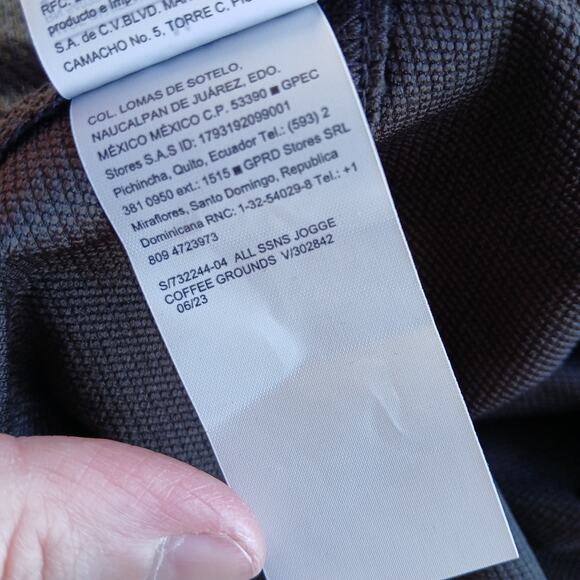 RFC:
producto e imp
S.A. de C.V.BLVD. MA
CAMACHO No. 5, TORRE C, PI
COL. LOMAS DE SOTELO,
NAUCALPAN DE JUÁREZ, EDO.
MÉXICO MÉXICO C.P. 53390 ■ GPEC
Stores S.A.S ID: 1793192099001
Pichincha, Quito, Ecuador Tel.: (593) 2
381 0950 ext.: 1515 ■ GPRD Stores SRL
Miraflores, Santo Domingo, Republica
Dominicana RNC: 1-32-54029-8 Tel.: +1
809 4723973
S/732244-04 ALL SSNS JOGGE
COFFEE GROUNDS V/302842
06/23